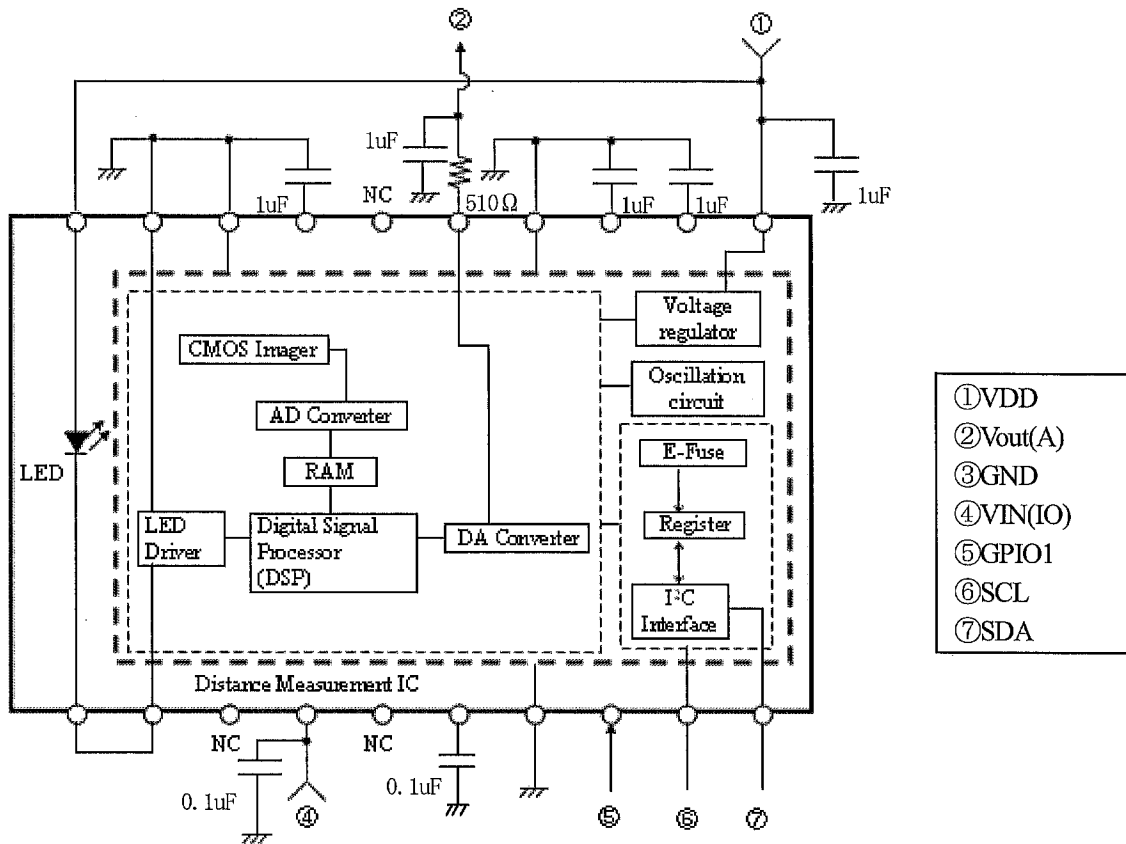 ②
①
1uF
1uF
NC
510Ω
1uF
1uF
1uF
Voltage
regulator
CMOS Imager
Oscillation
circuit
AD Converter
E-Fuse
LED
RAM
LED
Driver
Digital Signal
Processor
(DSP)
DA Converter
Register
I²C
Interface
Distance Measurement IC
NC
NC
0.1uF
④
0.1uF
⑤
⑥
⑦
①VDD
②Vout(A)
③GND
④VIN(IO)
⑤GPIO1
⑥SCL
⑦SDA